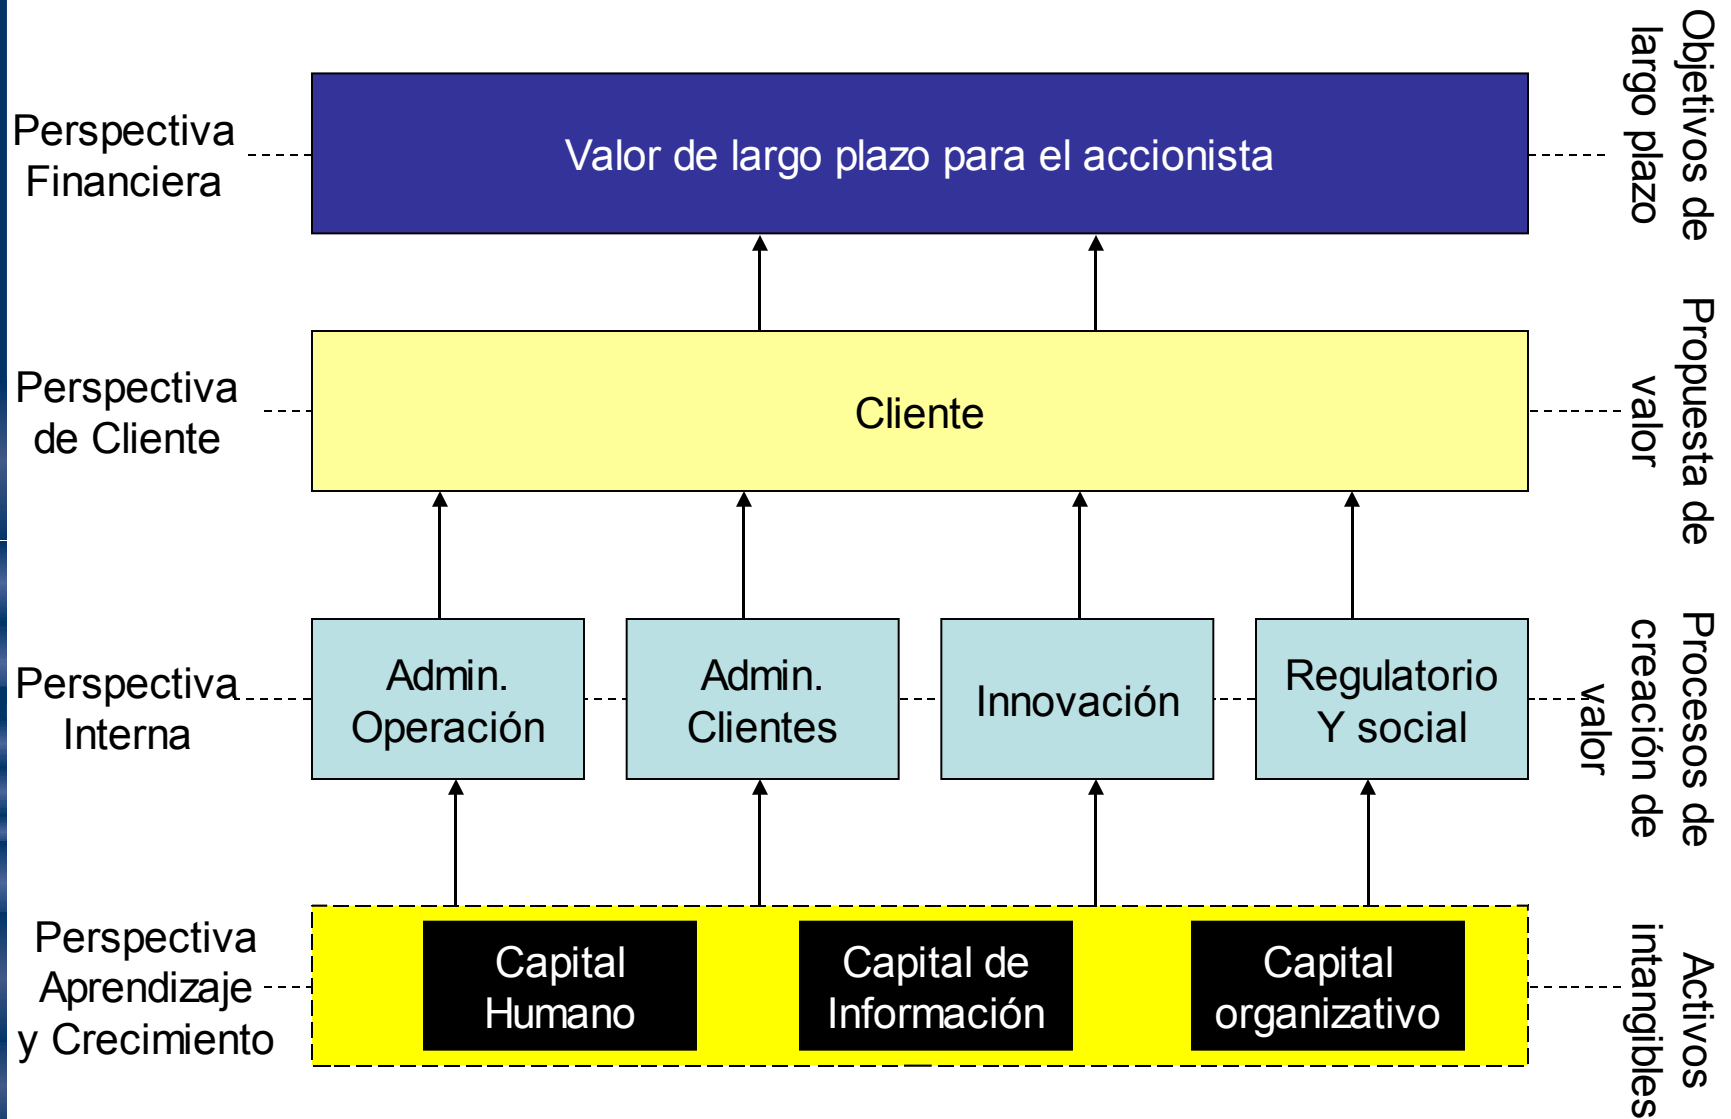 Perspectiva
Financiera
Valor de largo plazo para el accionista
Objetivos de
largo plazo
Perspectiva
de Cliente
Cliente
Propuesta de
valor
Perspectiva
Interna
Admin.
Operación
Admin.
Clientes
Innovación
Regulatorio
Y social
Procesos de
creación de
valor
Perspectiva
Aprendizaje
y Crecimiento
Capital
Humano
Capital de
Información
Capital
organizativo
Activos
intangibles